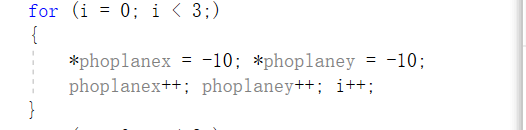 for (i = 0; i < 3;)
{
*phoplanex = -10; *phoplaney = -10;
phoplanex++; phoplaney++; i++;
}